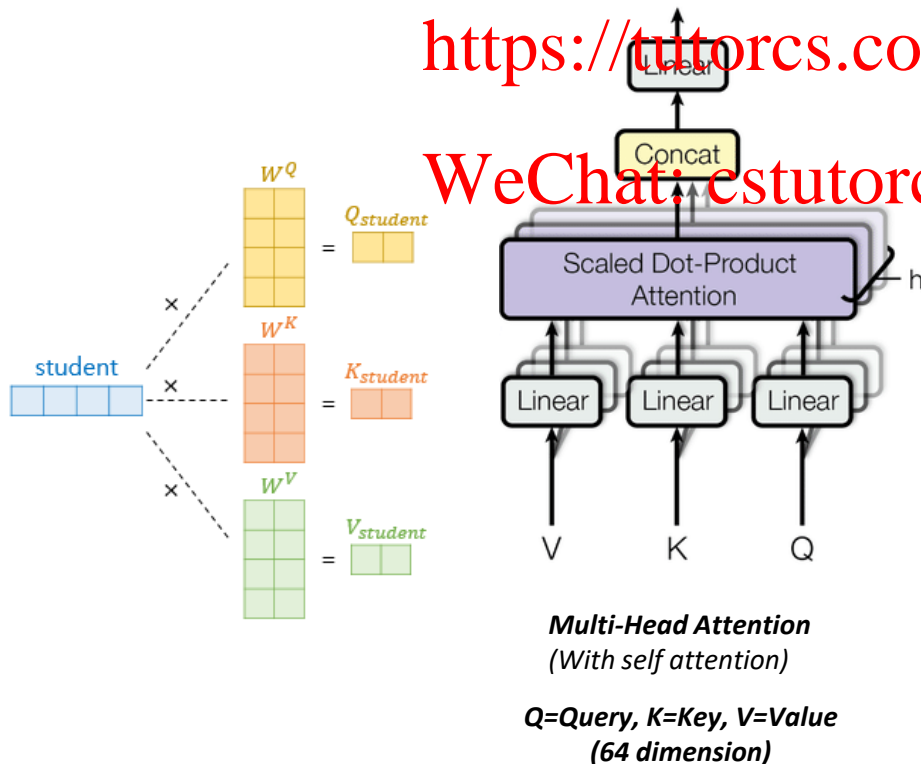 https://tutorcs.co
Linear
Concat
WeChat: cstutorc
W^Q
Q_student
=
×
Scaled Dot-Product
Attention
h
W^K
student
K_student
×
=
Linear
Linear
Linear
W^V
×
V_student
=
V
K
Q
Multi-Head Attention
(With self attention)
Q=Query, K=Key, V=Value
(64 dimension)